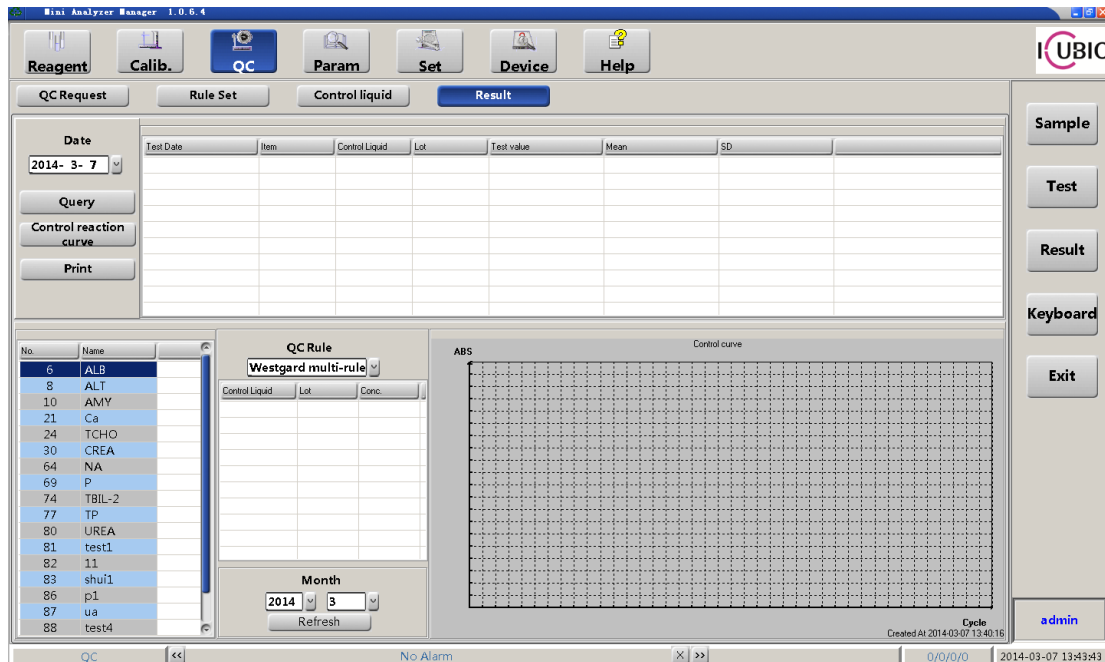 Mini Analyzer Manager 1.0.6.4
Reagent Calib. QC Param Set Device Help
ICUBIO
QC Request Rule Set Control liquid Result
Date
2014- 3- 7
Query
Control reaction
curve
Print
Test Date Item Control Liquid Lot Test value Mean SD
Sample
Test
Result
Keyboard
Exit
No. Name
6 ALB
8 ALT
10 AMY
21 Ca
24 TCHO
30 CREA
64 NA
69 P
74 TBIL-2
77 TP
80 UREA
81 test1
82 11
83 shui1
86 p1
87 ua
88 test4
QC Rule
Westgard multi-rule
Control Liquid Lot Conc.
Month
2014 3
Refresh
Control curve
ABS
Cycle
Created At 2014-03-07 13:40:16
admin
QC << No Alarm X >> 0/0/0/0 2014-03-07 13:43:43